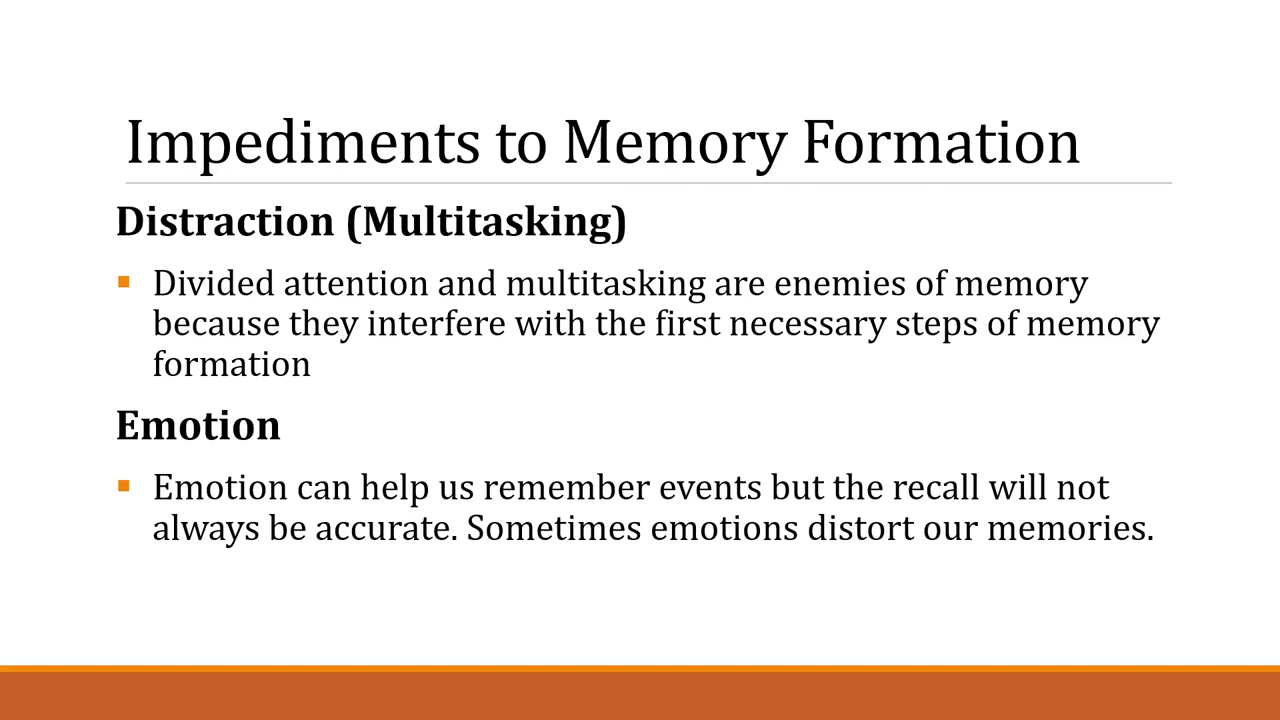 Impediments to Memory Formation
Distraction (Multitasking)
▪ Divided attention and multitasking are enemies of memory
because they interfere with the first necessary steps of memory
formation
Emotion
▪ Emotion can help us remember events but the recall will not
always be accurate. Sometimes emotions distort our memories.